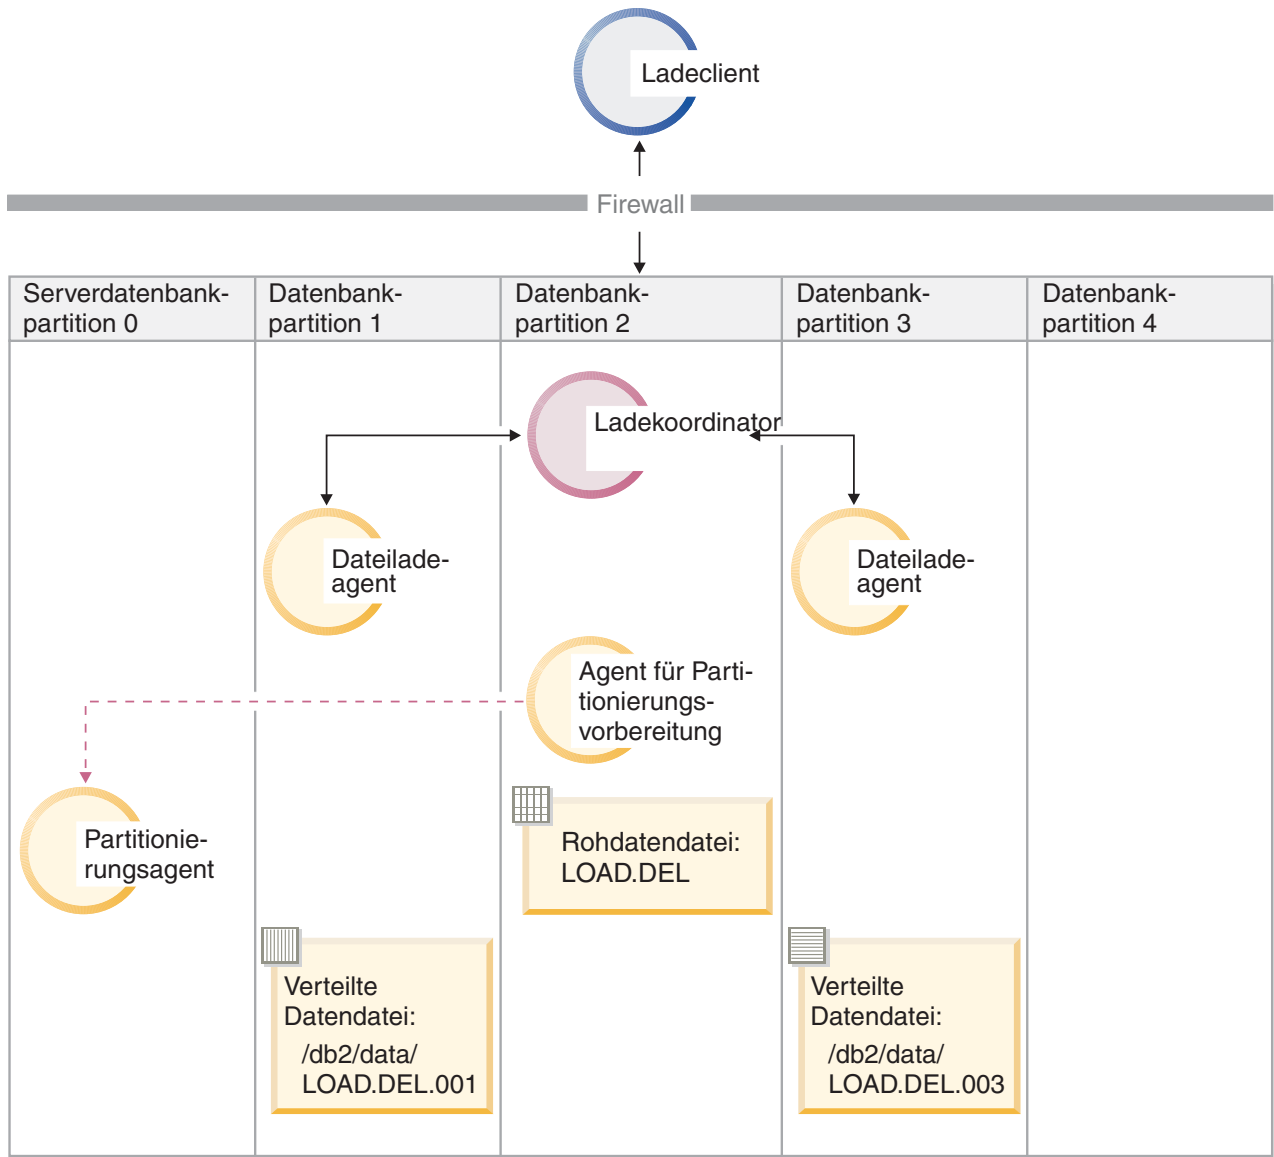 Ladeclient
Firewall
Serverdatenbank-
partition 0
Datenbank-
partition 1
Datenbank-
partition 2
Datenbank-
partition 3
Datenbank-
partition 4
Ladekoordinator
Dateilade-
agent
Dateilade-
agent
Agent für Parti-
tionierungs-
vorbereitung
Partitionie-
rungsagent
Rohdatendatei:
LOAD.DEL
Verteilte
Datendatei:
/db2/data/
LOAD.DEL.001
Verteilte
Datendatei:
/db2/data/
LOAD.DEL.003